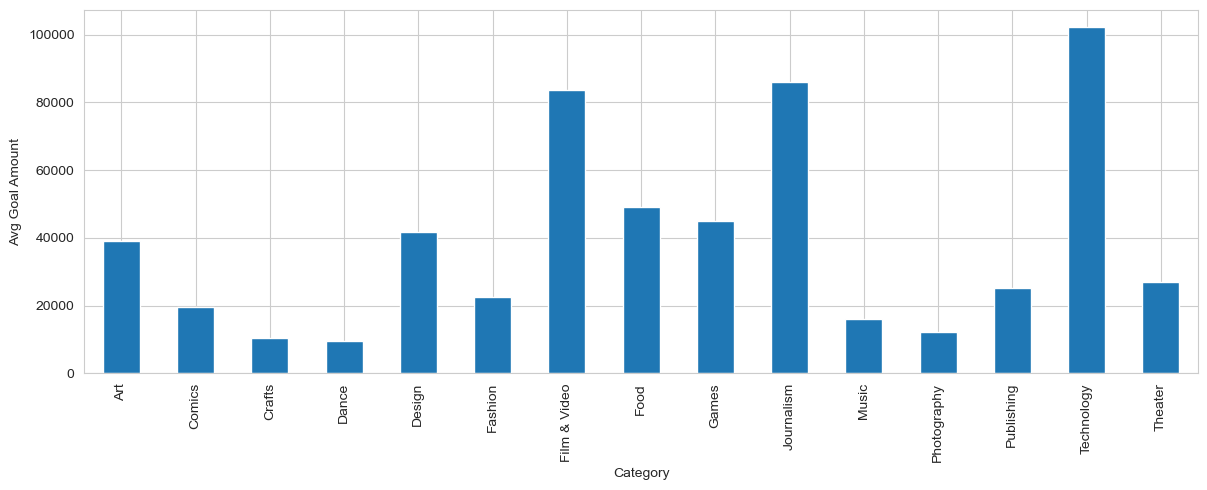 100000
80000
60000
40000
20000
0
Avg Goal Amount
Art
Comics
Crafts
Dance
Design
Fashion
Film & Video
Food
Games
Journalism
Music
Photography
Publishing
Technology
Theater
Category